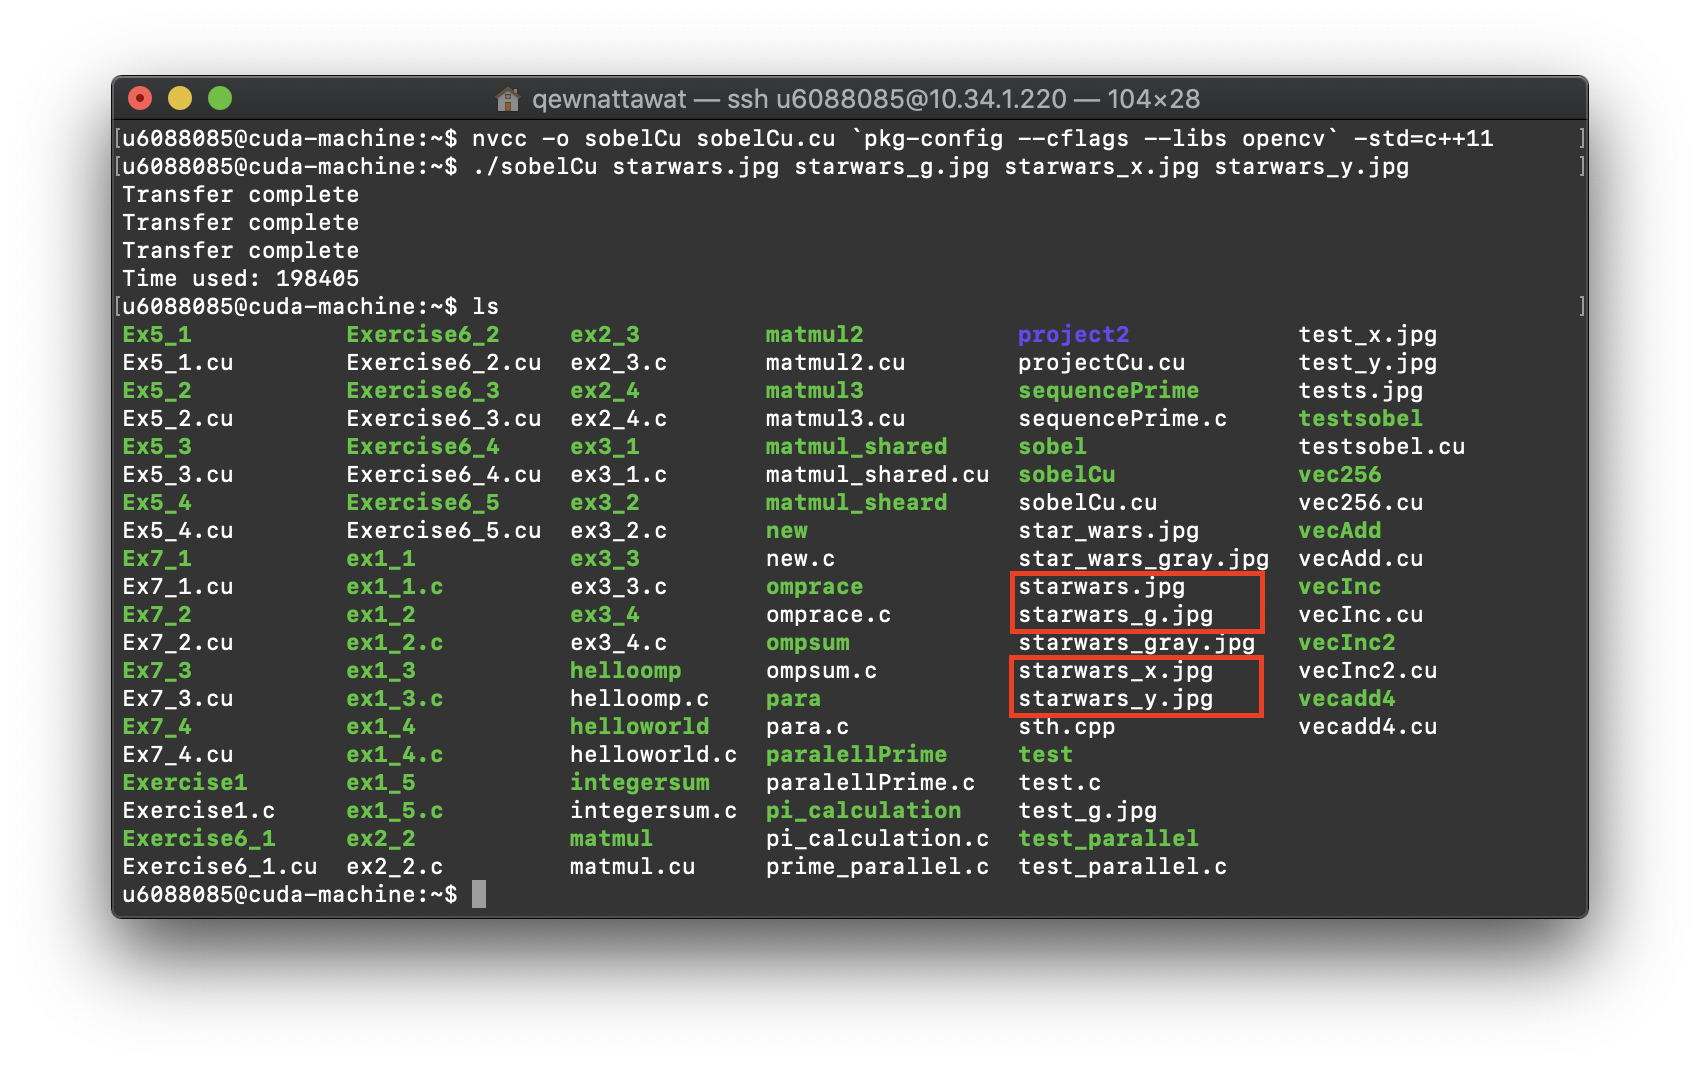 qewnattawat — ssh u6088085@10.34.1.220 — 104×28
[u6088085@cuda-machine:~$ nvcc -o sobelCu sobelCu.cu `pkg-config --cflags --libs opencv` -std=c++11 ]
[u6088085@cuda-machine:~$ ./sobelCu starwars.jpg starwars_g.jpg starwars_x.jpg starwars_y.jpg ]
Transfer complete
Transfer complete
Transfer complete
Time used: 198405
[u6088085@cuda-machine:~$ ls ]
Ex5_1 Exercise6_2 ex2_3 matmul2 project2 test_x.jpg
Ex5_1.cu Exercise6_2.cu ex2_3.c matmul2.cu projectCu.cu test_y.jpg
Ex5_2 Exercise6_3 ex2_4 matmul3 sequencePrime tests.jpg
Ex5_2.cu Exercise6_3.cu ex2_4.c matmul3.cu sequencePrime.c testsobel
Ex5_3 Exercise6_4 ex3_1 matmul_shared sobel testsobel.cu
Ex5_3.cu Exercise6_4.cu ex3_1.c matmul_shared.cu sobelCu vec256
Ex5_4 Exercise6_5 ex3_2 matmul_sheard sobelCu.cu vec256.cu
Ex5_4.cu Exercise6_5.cu ex3_2.c new star_wars.jpg vecAdd
Ex7_1 ex1_1 ex3_3 new.c star_wars_gray.jpg vecAdd.cu
Ex7_1.cu ex1_1.c ex3_3.c omprace starwars.jpg vecInc
Ex7_2 ex1_2 ex3_4 omprace.c starwars_g.jpg vecInc.cu
Ex7_2.cu ex1_2.c ex3_4.c ompsum starwars_gray.jpg vecInc2
Ex7_3 ex1_3 helloomp ompsum.c starwars_x.jpg vecInc2.cu
Ex7_3.cu ex1_3.c helloomp.c para starwars_y.jpg vecadd4
Ex7_4 ex1_4 helloworld para.c sth.cpp vecadd4.cu
Ex7_4.cu ex1_4.c helloworld.c paralellPrime test
Exercise1 ex1_5 integersum paralellPrime.c test.c
Exercise1.c ex1_5.c integersum.c pi_calculation test_g.jpg
Exercise6_1 ex2_2 matmul pi_calculation.c test_parallel
Exercise6_1.cu ex2_2.c matmul.cu prime_parallel.c test_parallel.c
u6088085@cuda-machine:~$